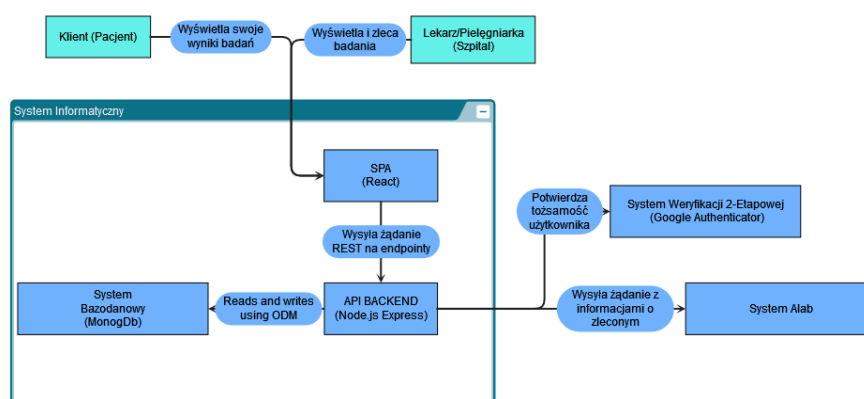 Klient (Pacjent)
Wyświetla swoje
wyniki badań
Wyświetla i zleca
badania
Lekarz/Pielęgniarka
(Szpital)
System Informatyczny
SPA
(React)
Potwierdza
tożsamość
użytkownika
System Weryfikacji 2-Etapowej
(Google Authenticator)
Wysyła żądanie
REST na endpointy
System
Bazodanowy
(MonogDb)
Reads and writes
using ODM
API BACKEND
(Node.js Express)
Wysyła żądanie z
informacjami o
zleconym
System Alab